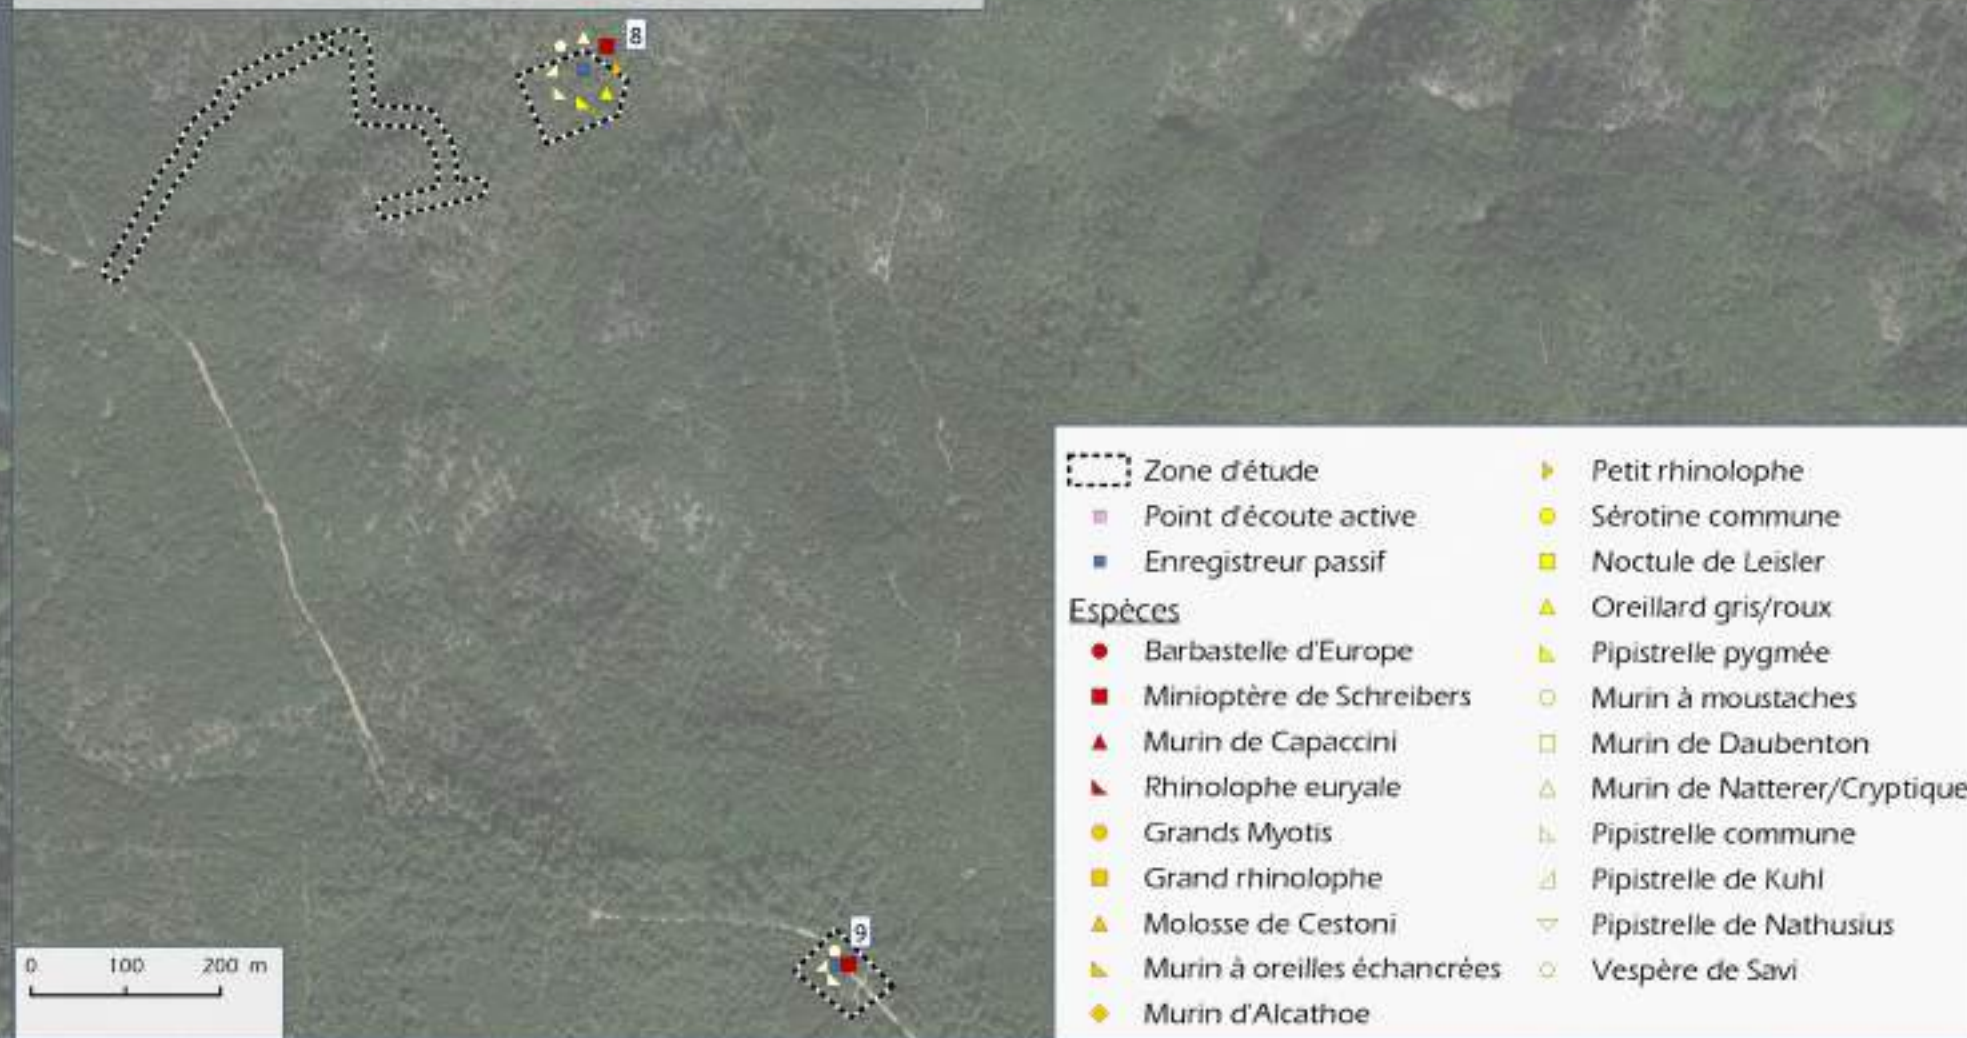 8
9
0 100 200 m
Zone d'étude
Point d'écoute active
Enregistreur passif
Espèces
Barbastelle d'Europe
Minioptère de Schreibers
Murin de Capaccini
Rhinolophe euryale
Grands Myotis
Grand rhinolophe
Molosse de Cestoni
Murin à oreilles échancrées
Murin d'Alcathoe
Petit rhinolophe
Sérotine commune
Noctule de Leisler
Oreillard gris/roux
Pipistrelle pygmée
Murin à moustaches
Murin de Daubenton
Murin de Natterer/Cryptique
Pipistrelle commune
Pipistrelle de Kuhl
Pipistrelle de Nathusius
Vespère de Savi